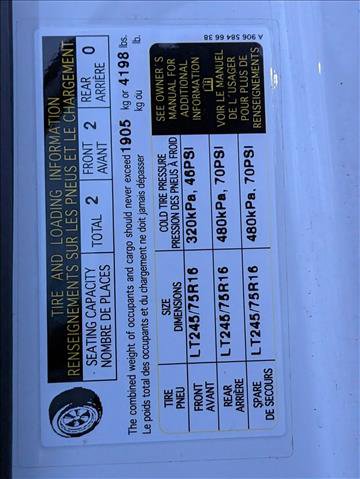 A 906 584 66 38
TIRE AND LOADING INFORMATION
RENSEIGNEMENTS SUR LES PNEUS ET LE CHARGEMENT
SEATING CAPACITY
NOMBRE DE PLACES
TOTAL 2
FRONT
AVANT
2
REAR
ARRIÈRE
0
The combined weight of occupants and cargo should never exceed 1905 kg or 4198 lbs.
Le poids total des occupants et du chargement ne doit jamais dépasser kg ou lb.
TIRE
PNEU
SIZE
DIMENSIONS
COLD TIRE PRESSURE
PRESSION DES PNEUS À FROID
FRONT
AVANT
LT245/75R16
320kPa, 46PSI
REAR
ARRIÈRE
LT245/75R16
480kPa, 70PSI
SPARE
DE SECOURS
LT245/75R16
480kPa, 70PSI
SEE OWNER'S
MANUAL FOR
ADDITIONAL
INFORMATION
VOIR LE MANUEL
DE L'USAGER
POUR PLUS DE
RENSEIGNEMENTS